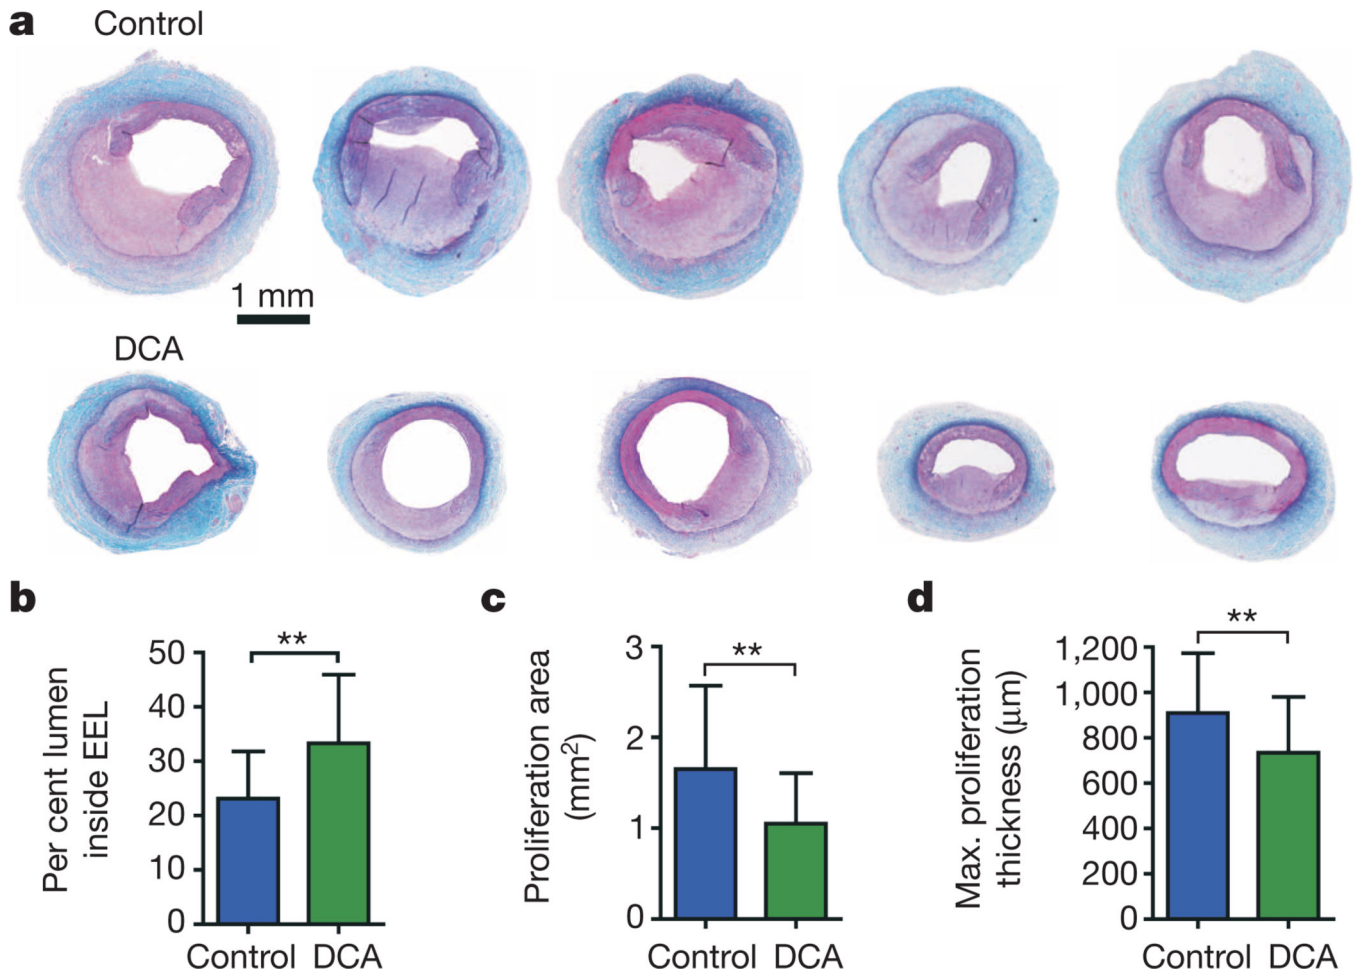 a Control
1 mm
DCA
b
Per cent lumen
inside EEL
50
40
30
20
10
0
**
Control DCA
c
Proliferation area
(mm²)
3
2
1
0
**
Control DCA
d
Max. proliferation
thickness (μm)
1,200
1,000
800
600
400
200
0
**
Control DCA